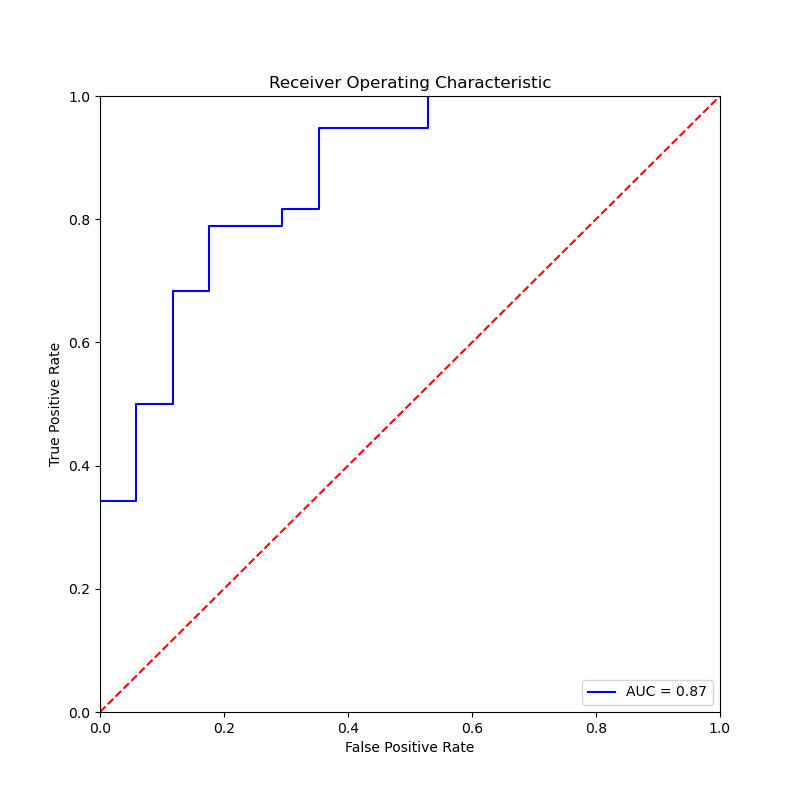 Receiver Operating Characteristic
1.0
0.8
0.6
0.4
0.2
0.0
True Positive Rate
AUC = 0.87
0.0 0.2 0.4 0.6 0.8 1.0
False Positive Rate